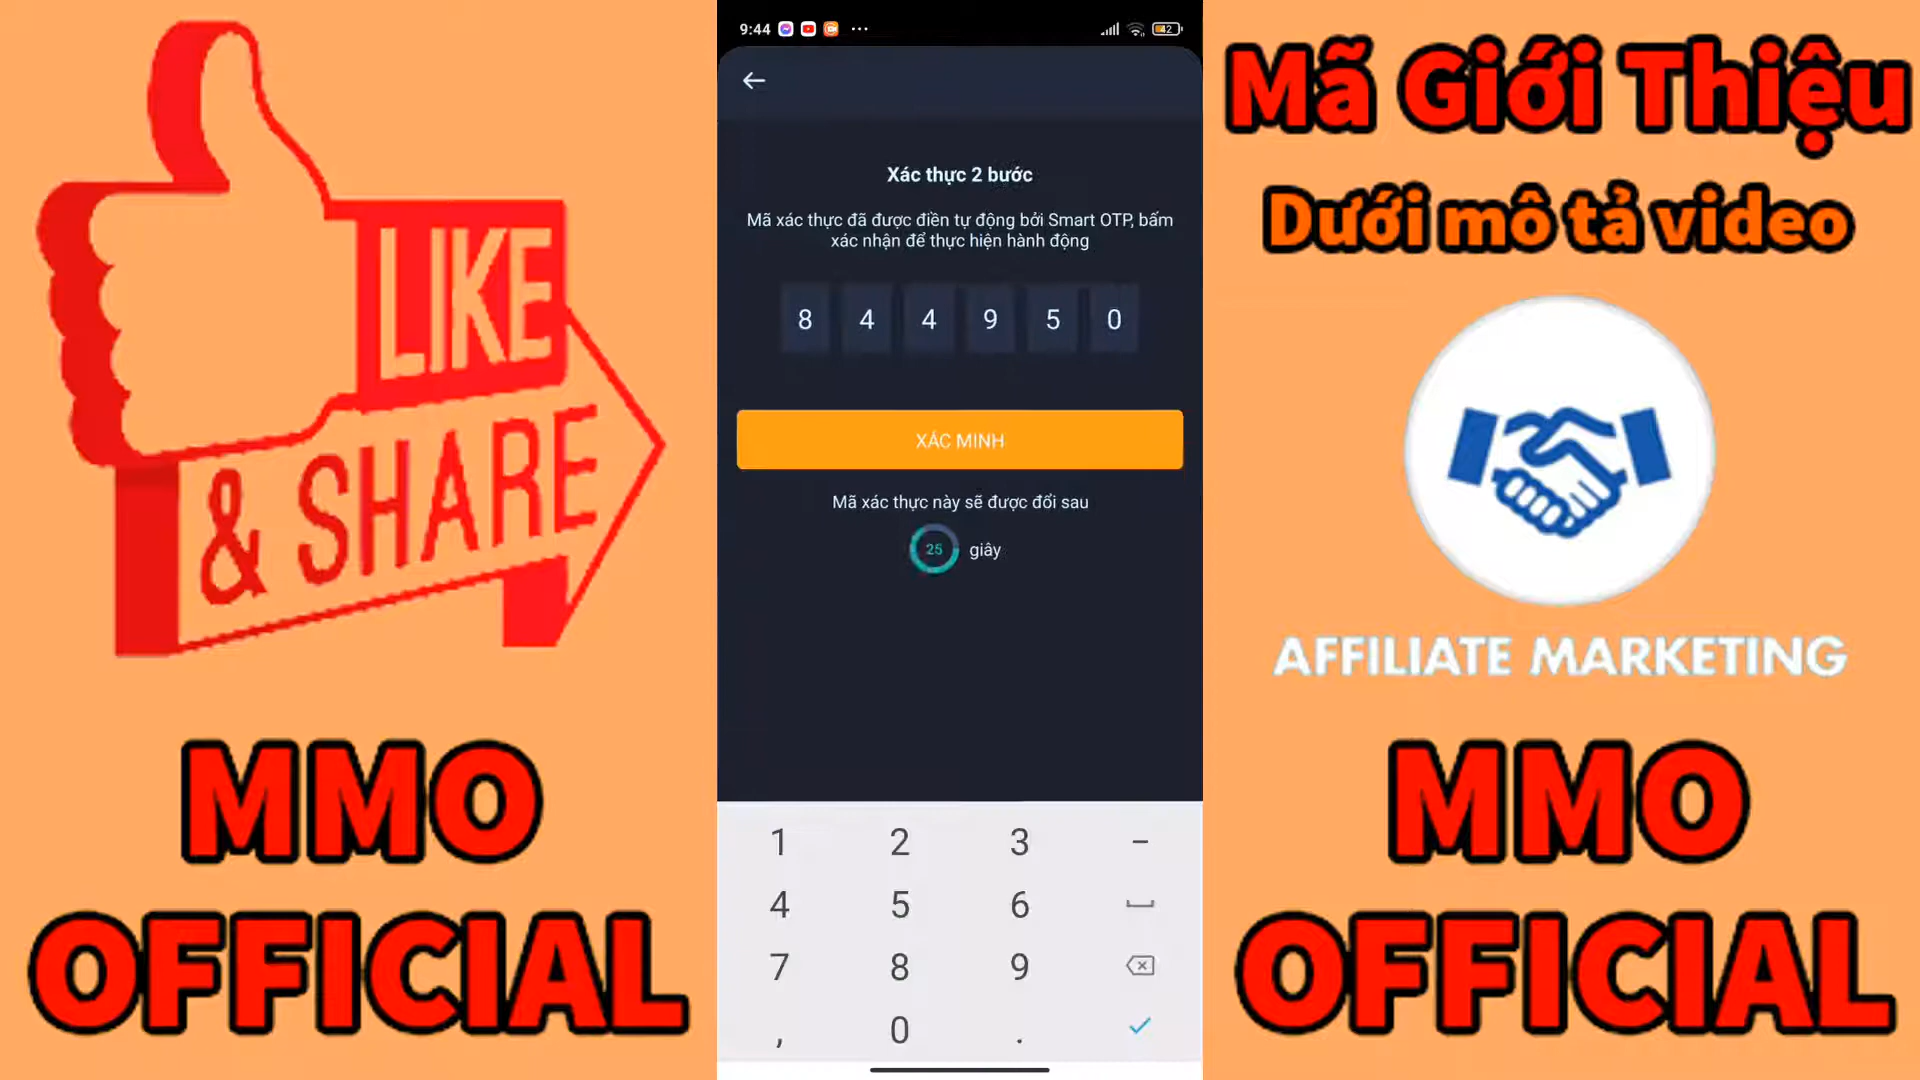 LIKE
& SHARE
MMO
OFFICIAL
9:44
42
Xác thực 2 bước
Mã xác thực đã được điền tự động bởi Smart OTP, bấm
xác nhận để thực hiện hành động
8 4 4 9 5 0
XÁC MINH
Mã xác thực này sẽ được đổi sau
25 giây
1 2 3 –
4 5 6
7 8 9
, 0 .
Mã Giới Thiệu
Dưới mô tả video
AFFILIATE MARKETING
MMO
OFFICIAL